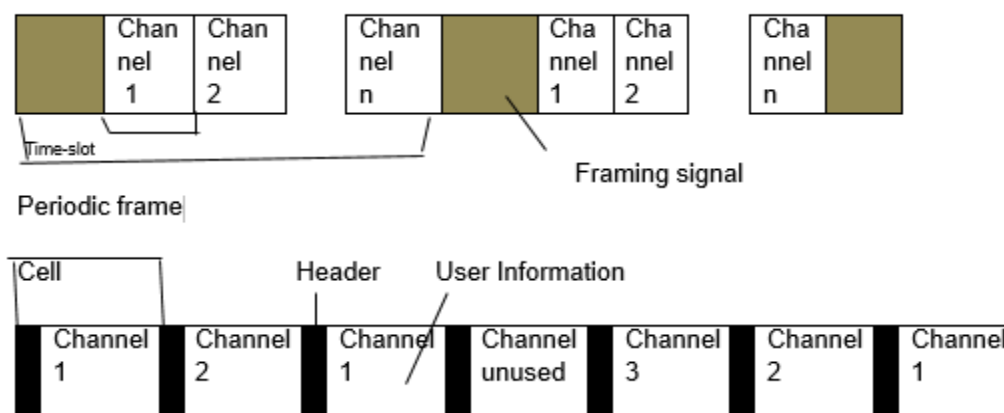 Chan Chan Chan Cha Cha Cha
nel nel nel nnel nnel nnel
1 2 n 1 2 n
Time-slot
Framing signal
Periodic frame
Cell Header User Information
Channel Channel Channel Channel Channel Channel Channel
1 2 1 unused 3 2 1